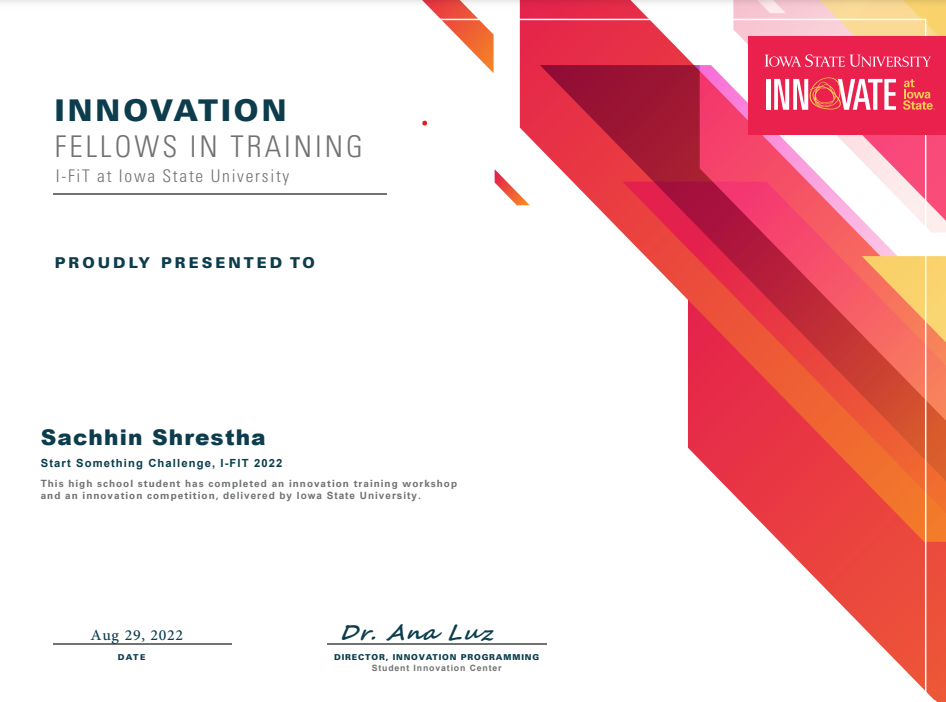 IOWA STATE UNIVERSITY
INNOVATE at Iowa State
INNOVATION
FELLOWS IN TRAINING
I-FiT at Iowa State University
PROUDLY PRESENTED TO
Sachhin Shrestha
Start Something Challenge, I-FIT 2022
This high school student has completed an innovation training workshop
and an innovation competition, delivered by Iowa State University.
Aug 29, 2022
DATE
Dr. Ana Luz
DIRECTOR, INNOVATION PROGRAMMING
Student Innovation Center